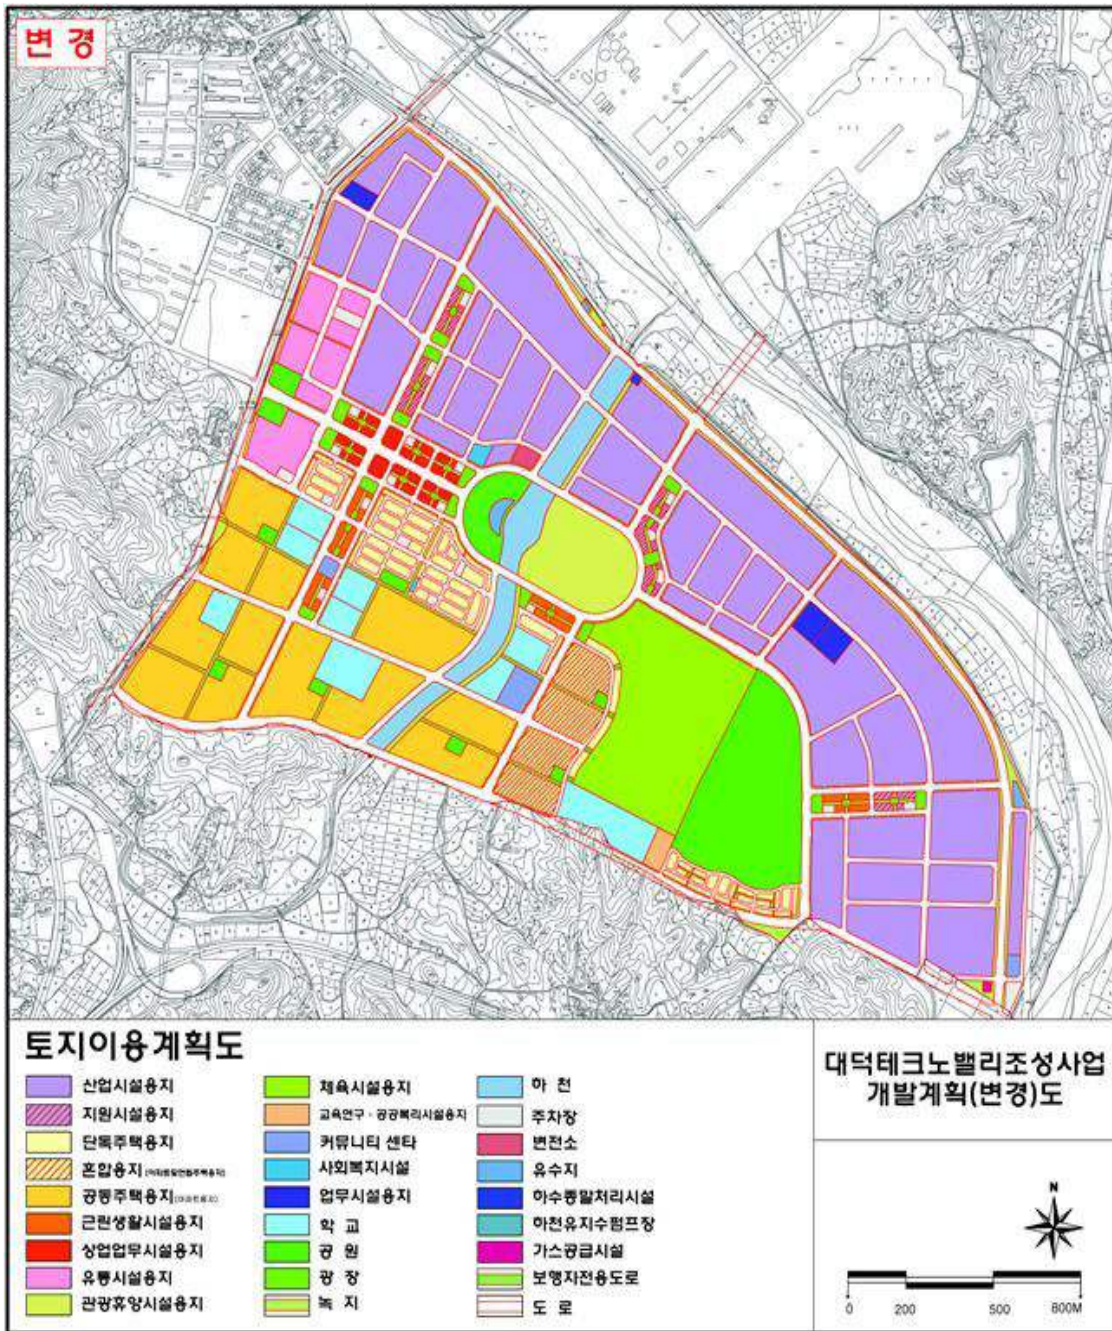 변 경
토지이용계획도
산업시설용지
지원시설용지
단독주택용지
혼합용지
공동주택용지
근린생활시설용지
상업업무시설용지
유통시설용지
관광휴양시설용지
체육시설용지
교육연구 · 공공복리시설용지
커뮤니티 센타
사회복지시설
업무시설용지
학 교
공 원
광 장
녹 지
하 천
주차장
변전소
유수지
하수종말처리시설
하천유지수펌프장
가스공급시설
보행자전용도로
도 로
대덕테크노밸리조성사업
개발계획(변경)도
N
0 200 500 800M